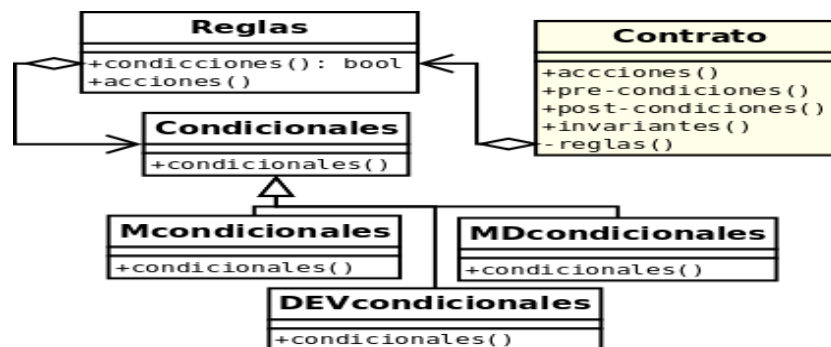 Reglas
+condicciones(): bool
+acciones()
Contrato
+accciones()
+pre-condiciones()
+post-condiciones()
+invariantes()
-reglas()
Condicionales
+condicionales()
Mcondicionales
+condicionales()
MDcondicionales
+condicionales()
DEVcondicionales
+condicionales()